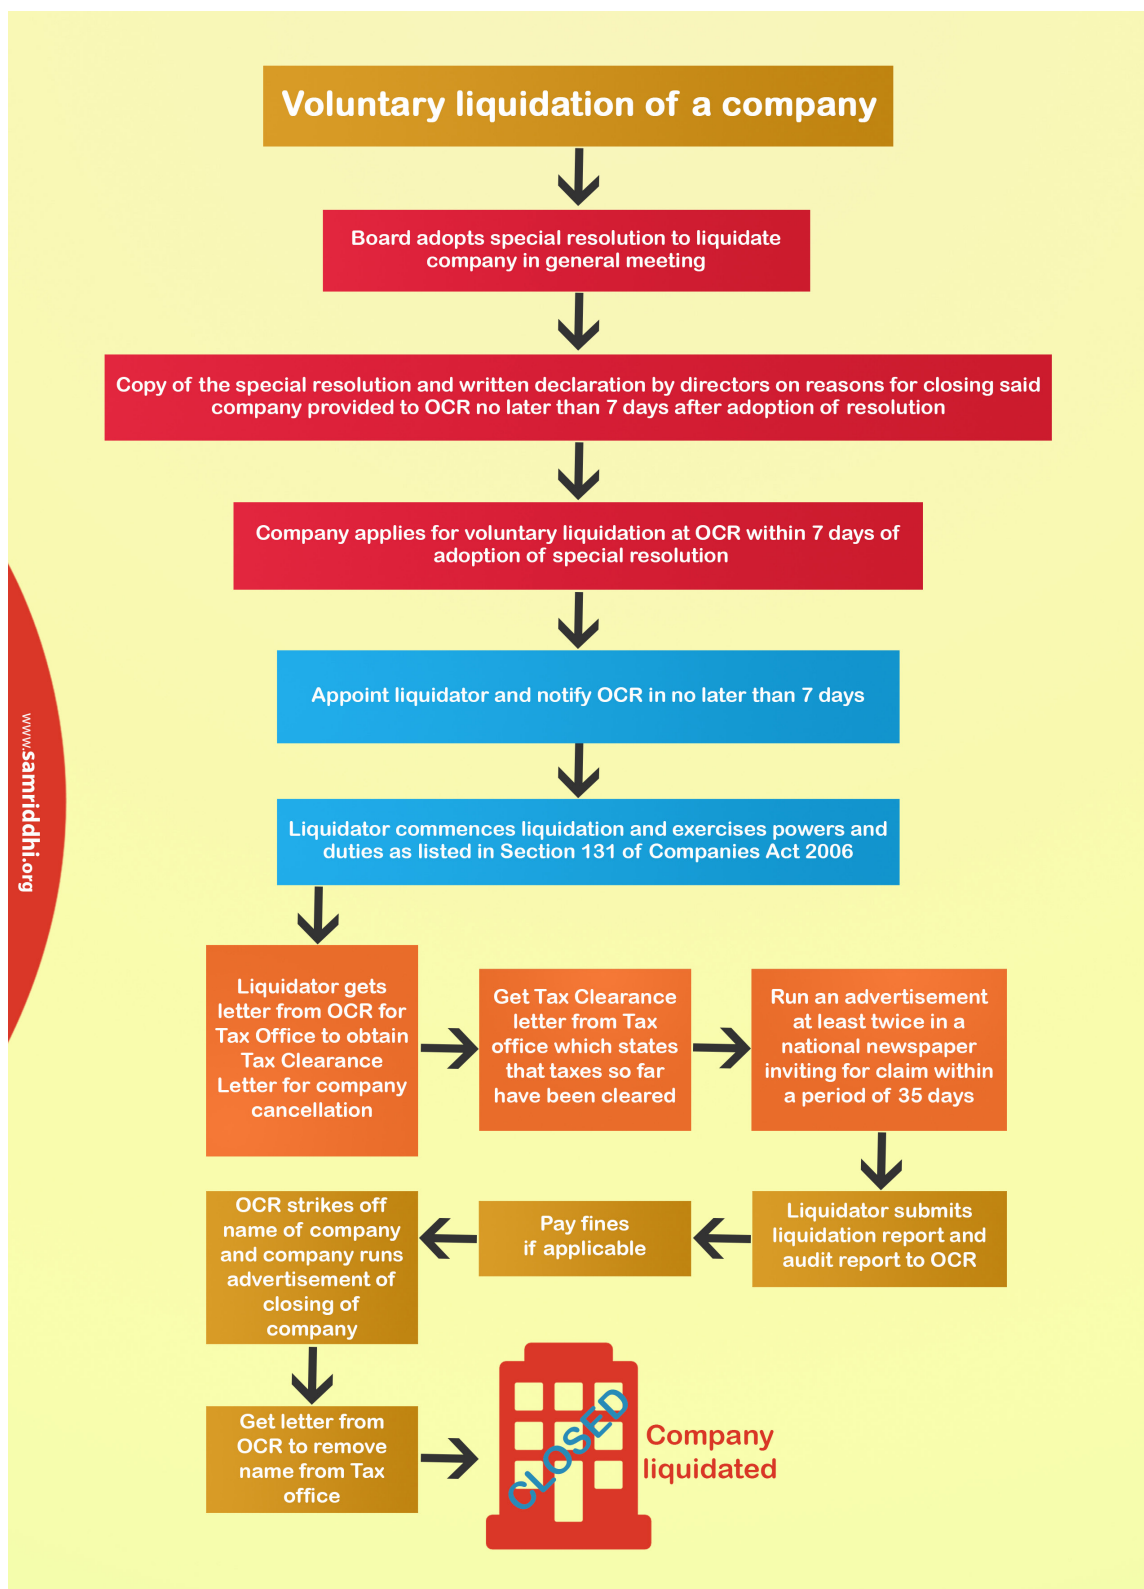 Voluntary liquidation of a company
Board adopts special resolution to liquidate
company in general meeting
Copy of the special resolution and written declaration by directors on reasons for closing said
company provided to OCR no later than 7 days after adoption of resolution
Company applies for voluntary liquidation at OCR within 7 days of
adoption of special resolution
Appoint liquidator and notify OCR in no later than 7 days
Liquidator commences liquidation and exercises powers and
duties as listed in Section 131 of Companies Act 2006
Liquidator gets
letter from OCR for
Tax Office to obtain
Tax Clearance
Letter for company
cancellation
Get Tax Clearance
letter from Tax
office which states
that taxes so far
have been cleared
Run an advertisement
at least twice in a
national newspaper
inviting for claim within
a period of 35 days
Liquidator submits
liquidation report and
audit report to OCR
Pay fines
if applicable
OCR strikes off
name of company
and company runs
advertisement of
closing of
company
Get letter from
OCR to remove
name from Tax
office
CLOSED
Company
liquidated
www.samriddhi.org